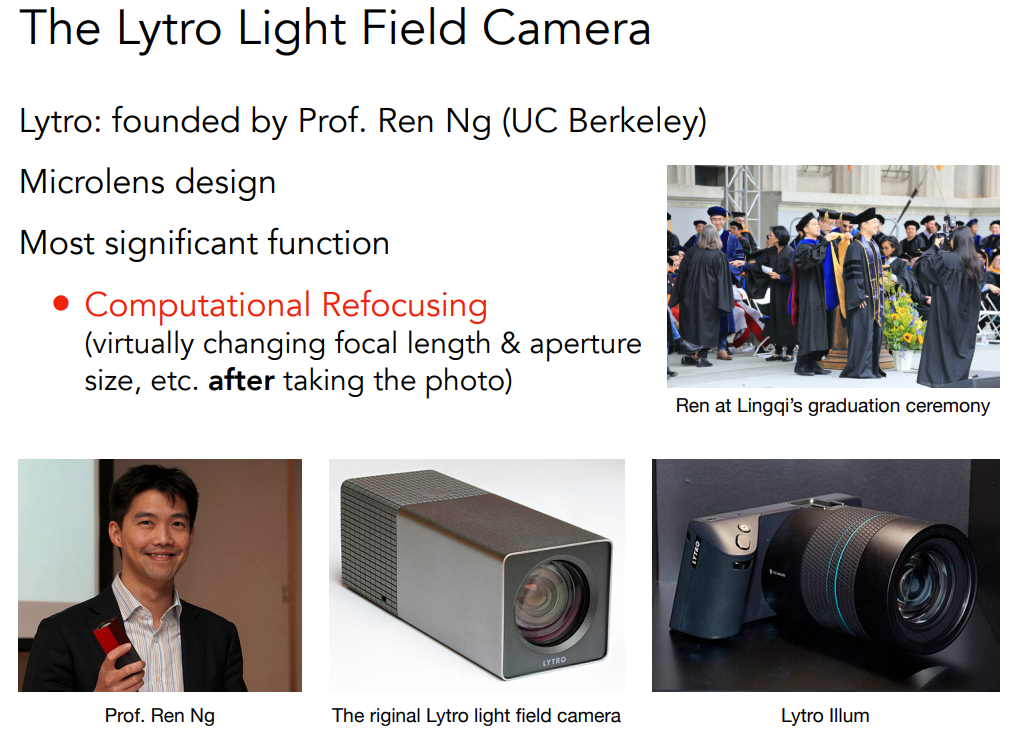 The Lytro Light Field Camera
Lytro: founded by Prof. Ren Ng (UC Berkeley)
Microlens design
Most significant function
• Computational Refocusing
(virtually changing focal length & aperture
size, etc. after taking the photo)
Ren at Lingqi's graduation ceremony
LYTRO
LYTRO
Prof. Ren Ng
The riginal Lytro light field camera
Lytro Illum